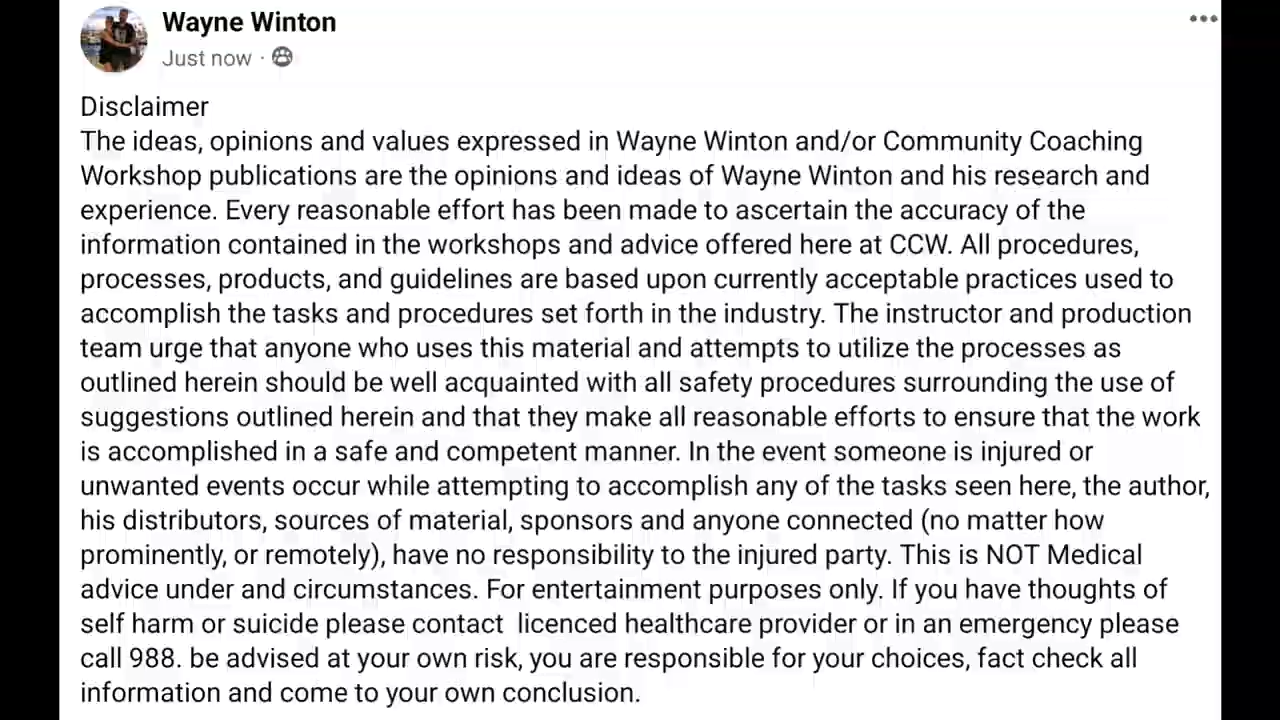 Wayne Winton
Just now ·
Disclaimer
The ideas, opinions and values expressed in Wayne Winton and/or Community Coaching
Workshop publications are the opinions and ideas of Wayne Winton and his research and
experience. Every reasonable effort has been made to ascertain the accuracy of the
information contained in the workshops and advice offered here at CCW. All procedures,
processes, products, and guidelines are based upon currently acceptable practices used to
accomplish the tasks and procedures set forth in the industry. The instructor and production
team urge that anyone who uses this material and attempts to utilize the processes as
outlined herein should be well acquainted with all safety procedures surrounding the use of
suggestions outlined herein and that they make all reasonable efforts to ensure that the work
is accomplished in a safe and competent manner. In the event someone is injured or
unwanted events occur while attempting to accomplish any of the tasks seen here, the author,
his distributors, sources of material, sponsors and anyone connected (no matter how
prominently, or remotely), have no responsibility to the injured party. This is NOT Medical
advice under and circumstances. For entertainment purposes only. If you have thoughts of
self harm or suicide please contact  licenced healthcare provider or in an emergency please
call 988. be advised at your own risk, you are responsible for your choices, fact check all
information and come to your own conclusion.